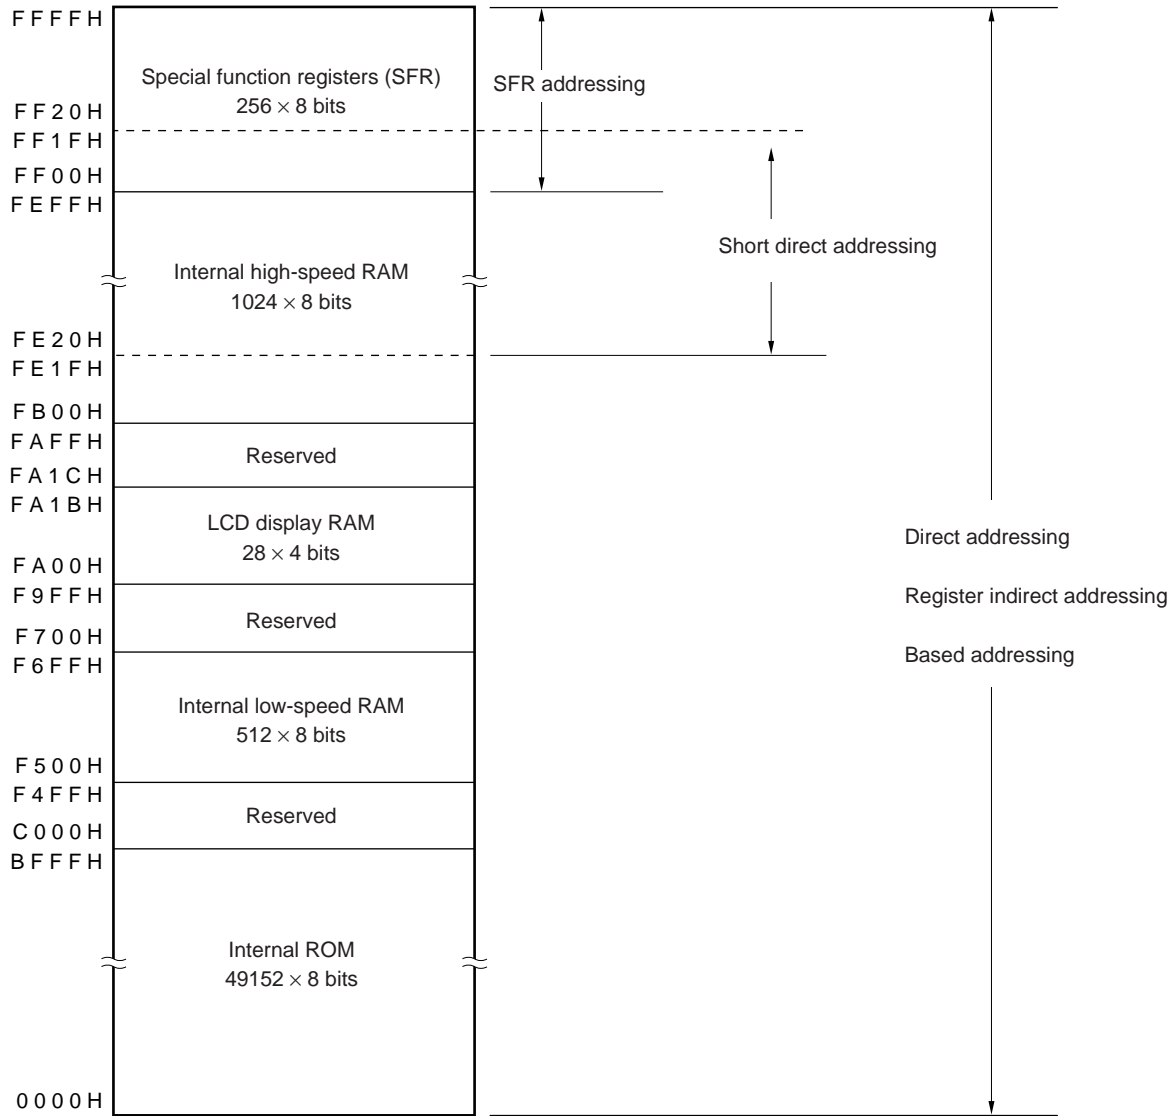 FFFFH
Special function registers (SFR)
256 × 8 bits
SFR addressing
FF20H
FF1FH
FF00H
FEFFH
Short direct addressing
Internal high-speed RAM
1024 × 8 bits
FE20H
FE1FH
FB00H
FAFFH
Reserved
FA1CH
FA1BH
LCD display RAM
28 × 4 bits
Direct addressing
FA00H
F9FFH
Register indirect addressing
Reserved
F700H
F6FFH
Based addressing
Internal low-speed RAM
512 × 8 bits
F500H
F4FFH
Reserved
C000H
BFFFH
Internal ROM
49152 × 8 bits
0000H